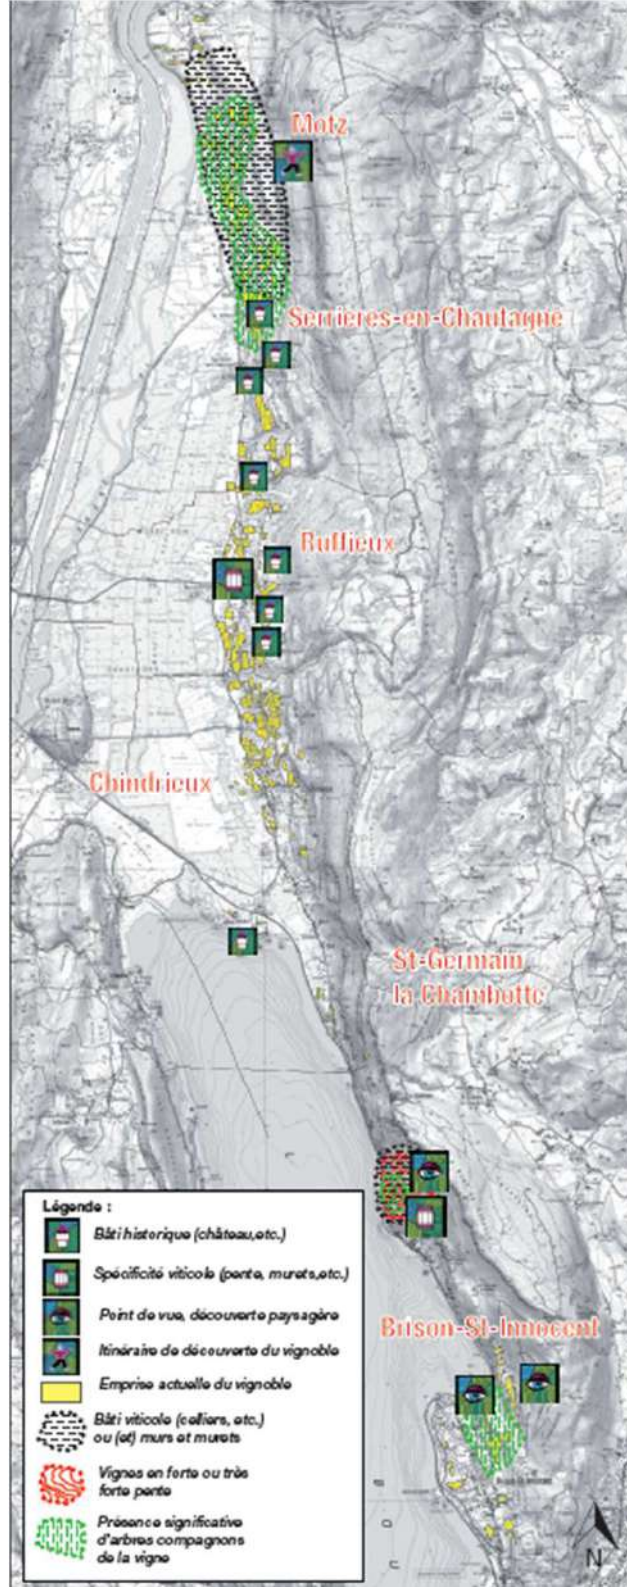 Motz
Serrières-en-Chautagne
Ruffieux
Chindrieux
St-Germain
la Chambotte
Brison-St-Innocent
Légende :
Bâti historique (château,etc.)
Spécificité viticole (pente, murets,etc.)
Point de vue, découverte paysagère
Itinéraire de découverte du vignoble
Emprise actuelle du vignoble
Bâti viticole (celliers, etc.)
ou (et) murs et murets
Vignes en forte ou très
forte pente
Présence significative
d'arbres compagnons
de la vigne
N